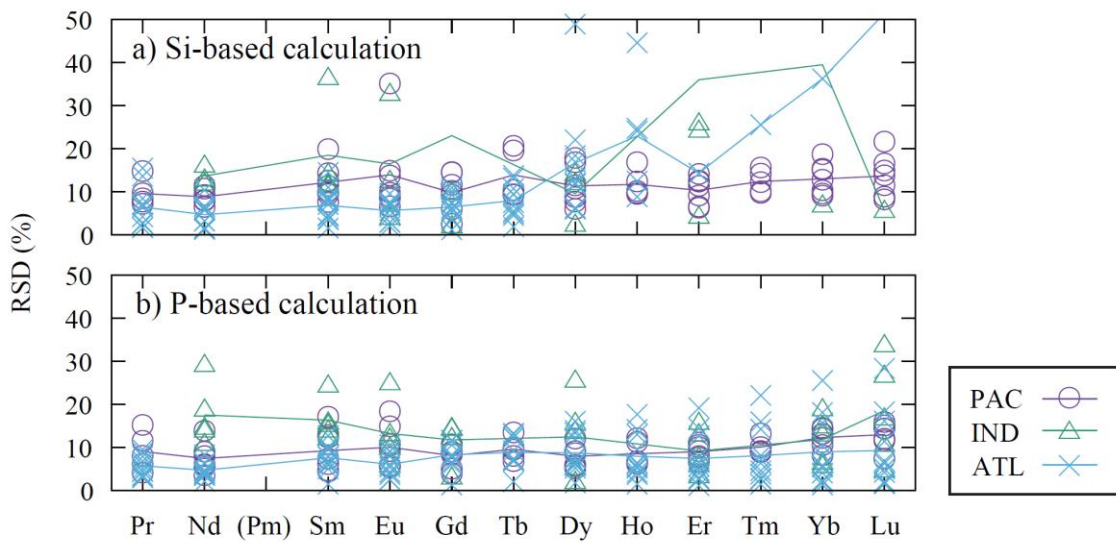 50
a) Si-based calculation
40
30
20
10
0
RSD (%)
50
b) P-based calculation
40
30
20
10
0
Pr Nd (Pm) Sm Eu Gd Tb Dy Ho Er Tm Yb Lu
PAC
IND
ATL